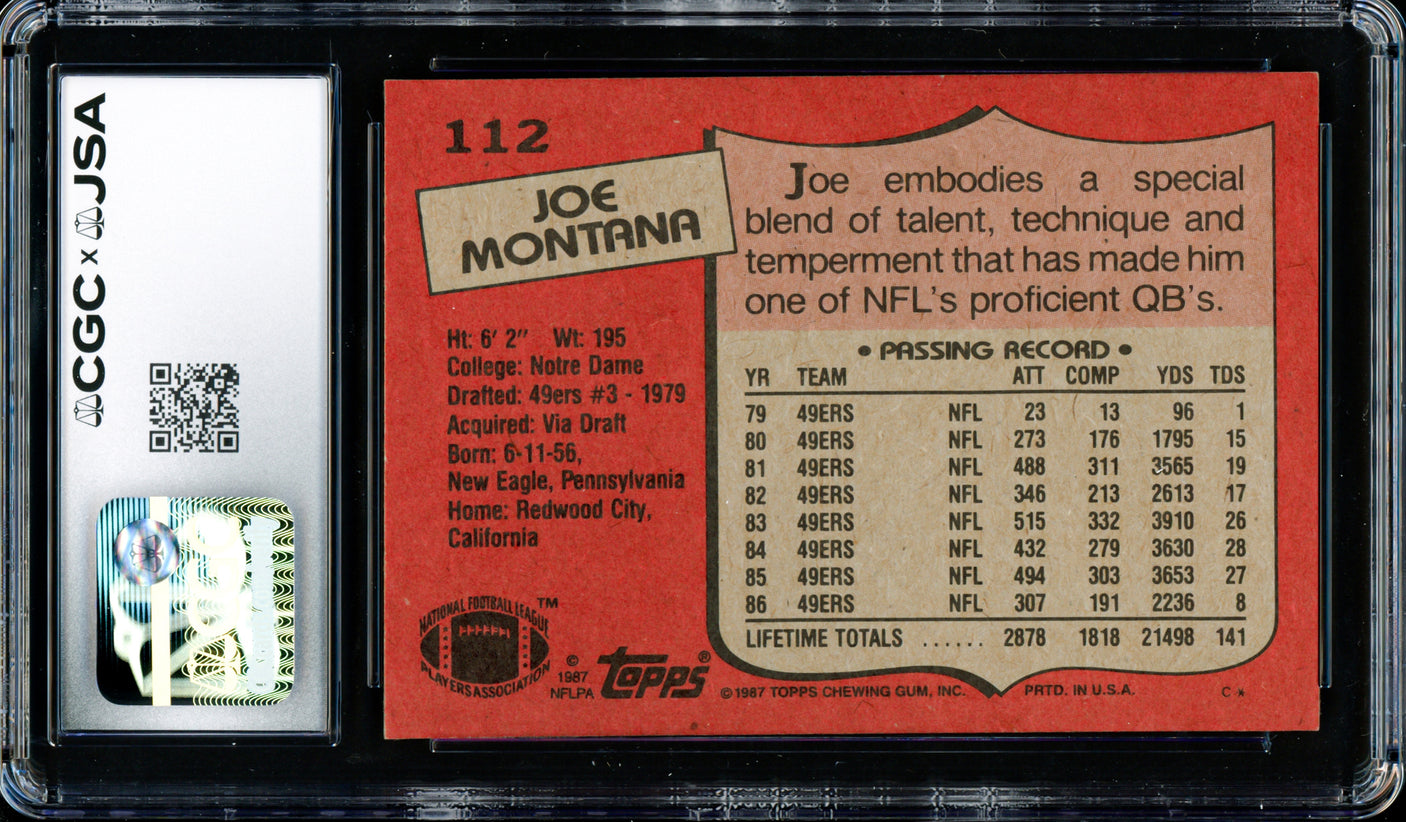 CGC x JSA
112
JOE
MONTANA
Joe embodies a special
blend of talent, technique and
temperment that has made him
one of NFL's proficient QB's.
Ht: 6' 2" Wt: 195
College: Notre Dame
Drafted: 49ers #3 - 1979
Acquired: Via Draft
Born: 6-11-56,
New Eagle, Pennsylvania
Home: Redwood City,
California
• PASSING RECORD •
YR TEAM ATT COMP YDS TDS
79 49ERS NFL 23 13 96 1
80 49ERS NFL 273 176 1795 15
81 49ERS NFL 488 311 3565 19
82 49ERS NFL 346 213 2613 17
83 49ERS NFL 515 332 3910 26
84 49ERS NFL 432 279 3630 28
85 49ERS NFL 494 303 3653 27
86 49ERS NFL 307 191 2236 8
LIFETIME TOTALS ...... 2878 1818 21498 141
NATIONAL FOOTBALL LEAGUE ™
PLAYERS ASSOCIATION
© 1987
NFLPA
topps®
© 1987 TOPPS CHEWING GUM, INC. PRTD. IN U.S.A. C*